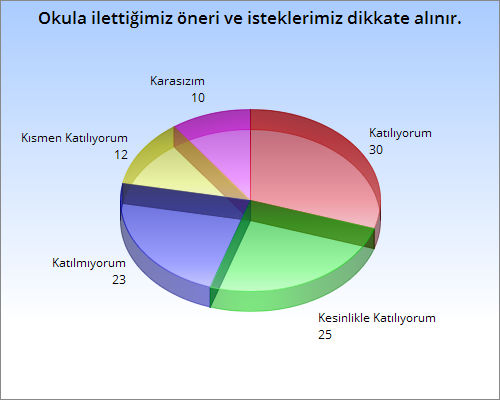 Okula ilettiğimiz öneri ve isteklerimiz dikkate alınır.
Karasızım
10
Katılıyorum
30
Kısmen Katılıyorum
12
Katılmıyorum
23
Kesinlikle Katılıyorum
25